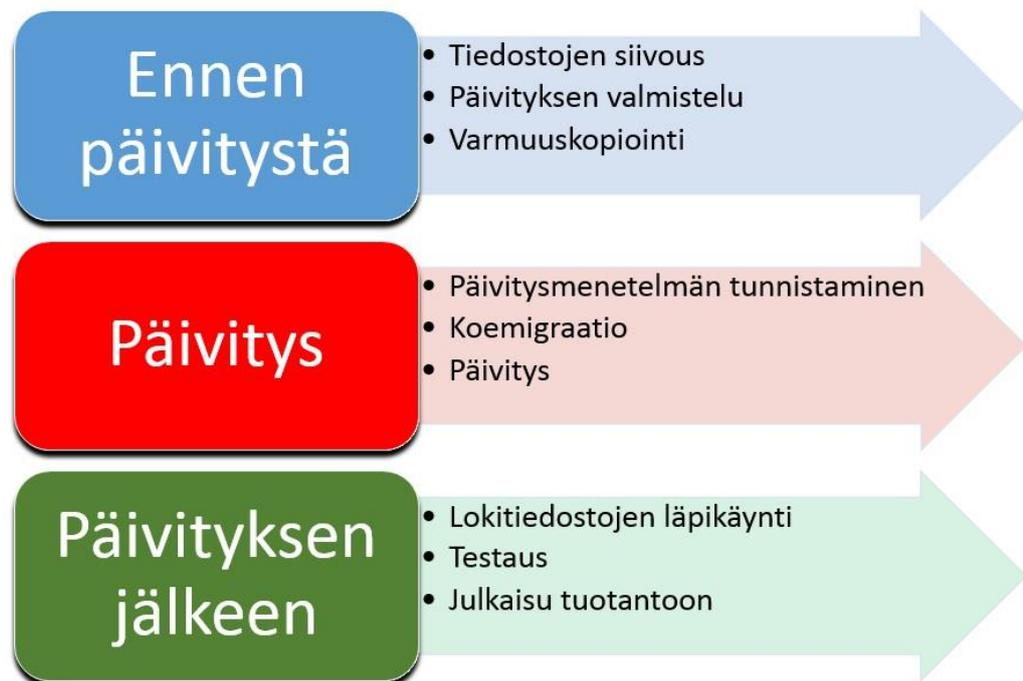 Ennen
päivitystä
• Tiedostojen siivous
• Päivityksen valmistelu
• Varmuuskopiointi
Päivitys
• Päivitysmenetelmän tunnistaminen
• Koemigraatio
• Päivitys
Päivityksen
jälkeen
• Lokitiedostojen läpikäynti
• Testaus
• Julkaisu tuotantoon